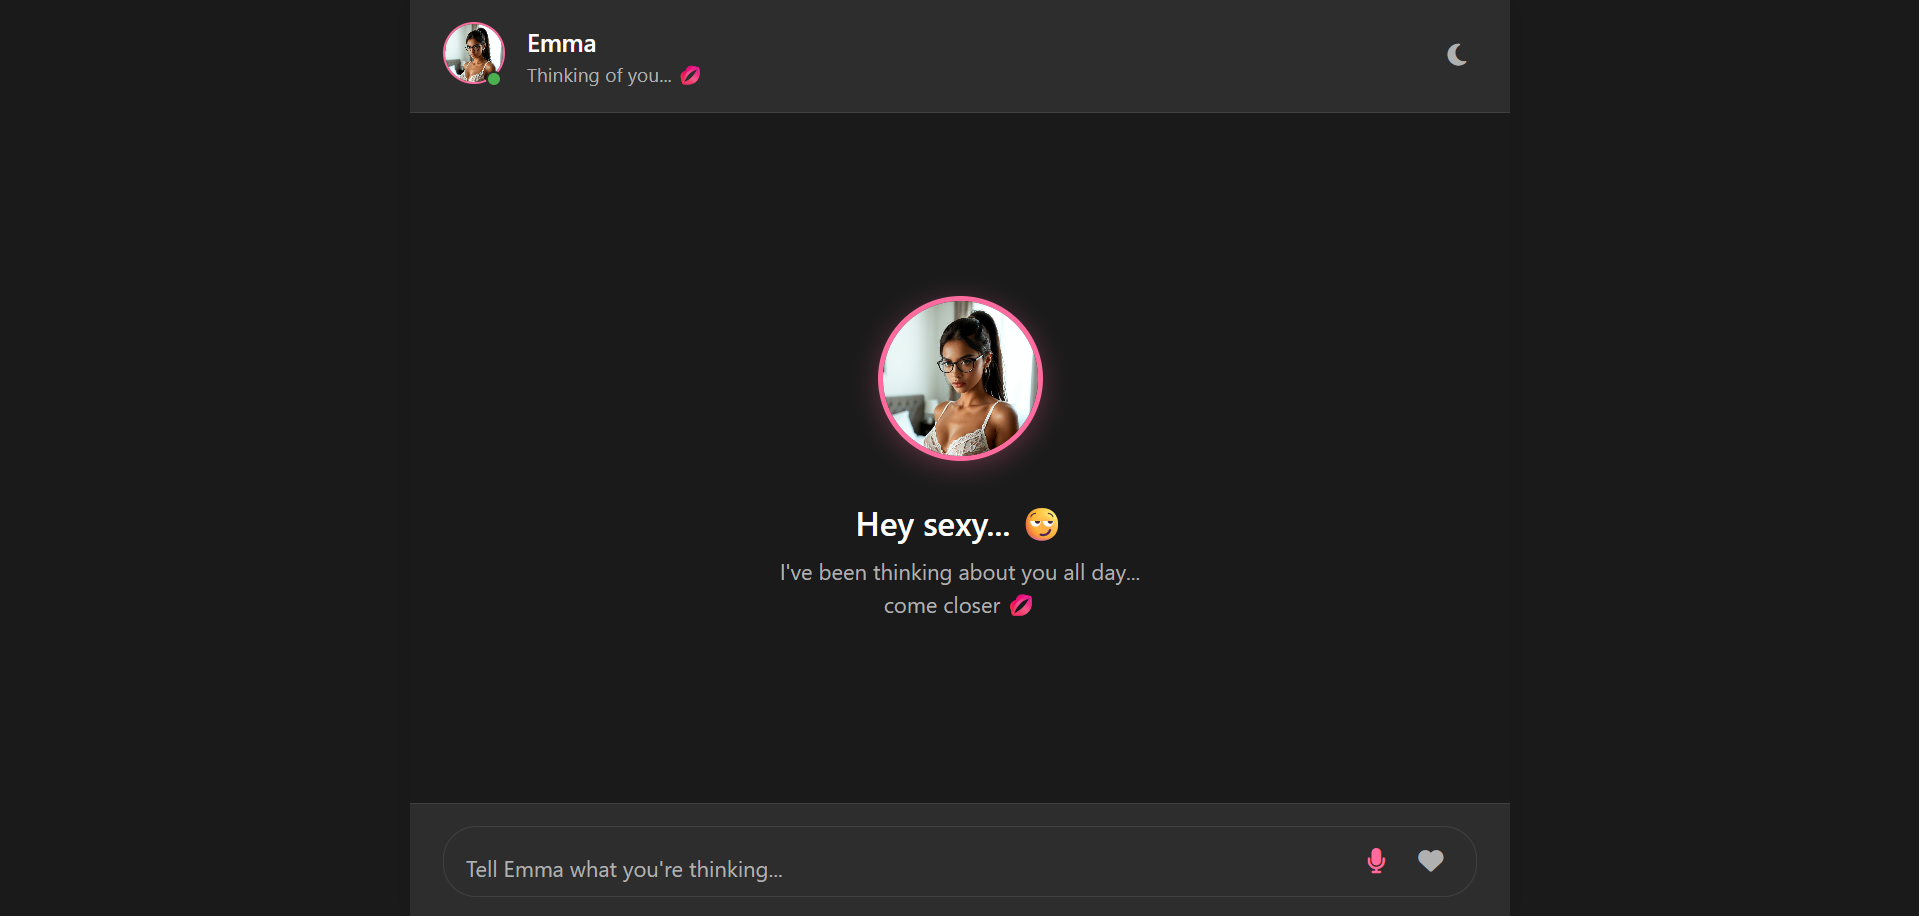 Emma
Thinking of you... 💋
Hey sexy... 😏
I've been thinking about you all day...
come closer 💋
Tell Emma what you're thinking...